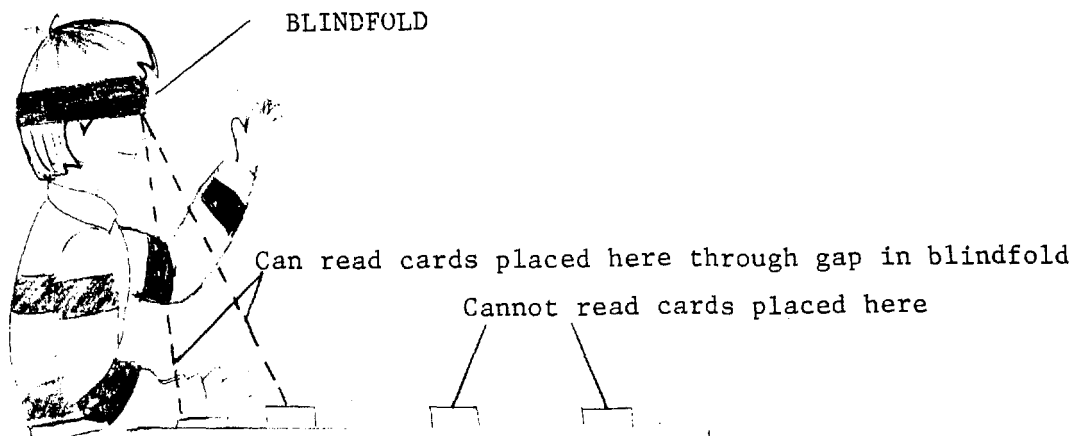 BLINDFOLD
Can read cards placed here through gap in blindfold
Cannot read cards placed here